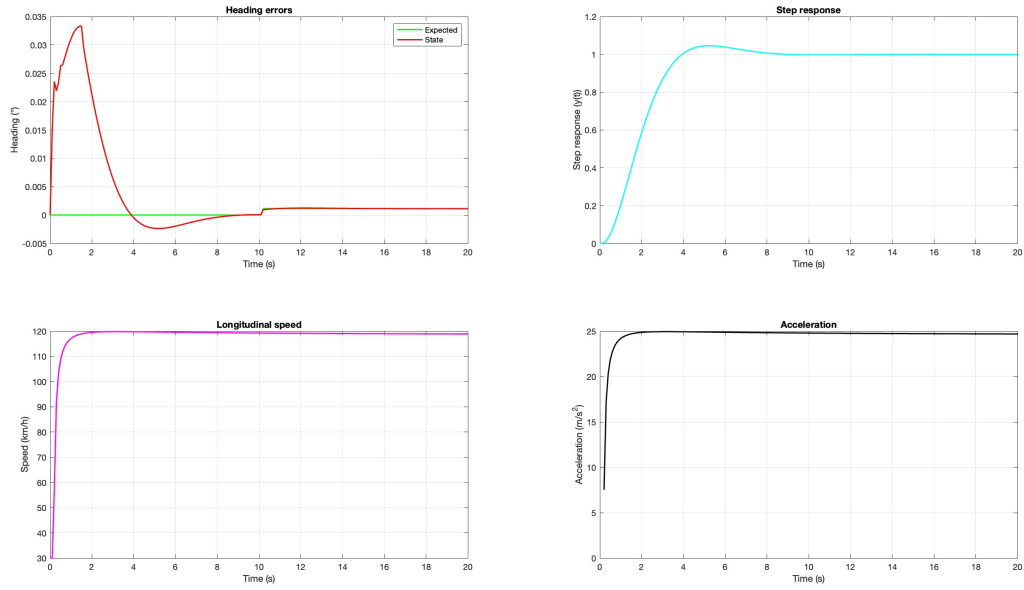 Heading errors
Heading (°)
0.035
0.03
0.025
0.02
0.015
0.01
0.005
0
-0.005
Expected
State
0 2 4 6 8 10 12 14 16 18 20
Time (s)
Step response
Step response (y(t))
1.2
1
0.8
0.6
0.4
0.2
0
0 2 4 6 8 10 12 14 16 18 20
Time (s)
Longitudinal speed
Speed (km/h)
120
110
100
90
80
70
60
50
40
30
0 2 4 6 8 10 12 14 16 18 20
Time (s)
Acceleration
Acceleration (m/s²)
25
20
15
10
5
0
0 2 4 6 8 10 12 14 16 18 20
Time (s)